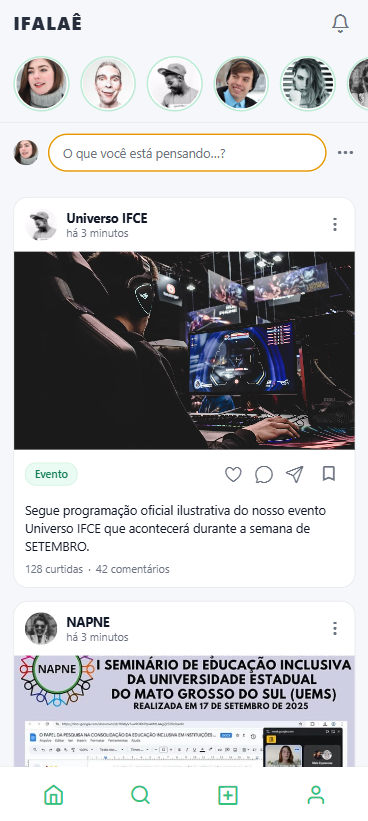 IFALAÊ
O que você está pensando...?
Universo IFCE
há 3 minutos
Evento
Segue programação oficial ilustrativa do nosso evento
Universo IFCE que acontecerá durante a semana de
SETEMBRO.
128 curtidas · 42 comentários
NAPNE
há 3 minutos
NAPNE
I SEMINÁRIO DE EDUCAÇÃO INCLUSIVA
DA UNIVERSIDADE ESTADUAL
DO MATO GROSSO DO SUL (UEMS)
REALIZADA EM 17 DE SETEMBRO DE 2025
O PAPEL DA PESQUISA NA CONSOLIDAÇÃO DA EDUCAÇÃO INCLUSIVA EM INSTITUIÇÕES